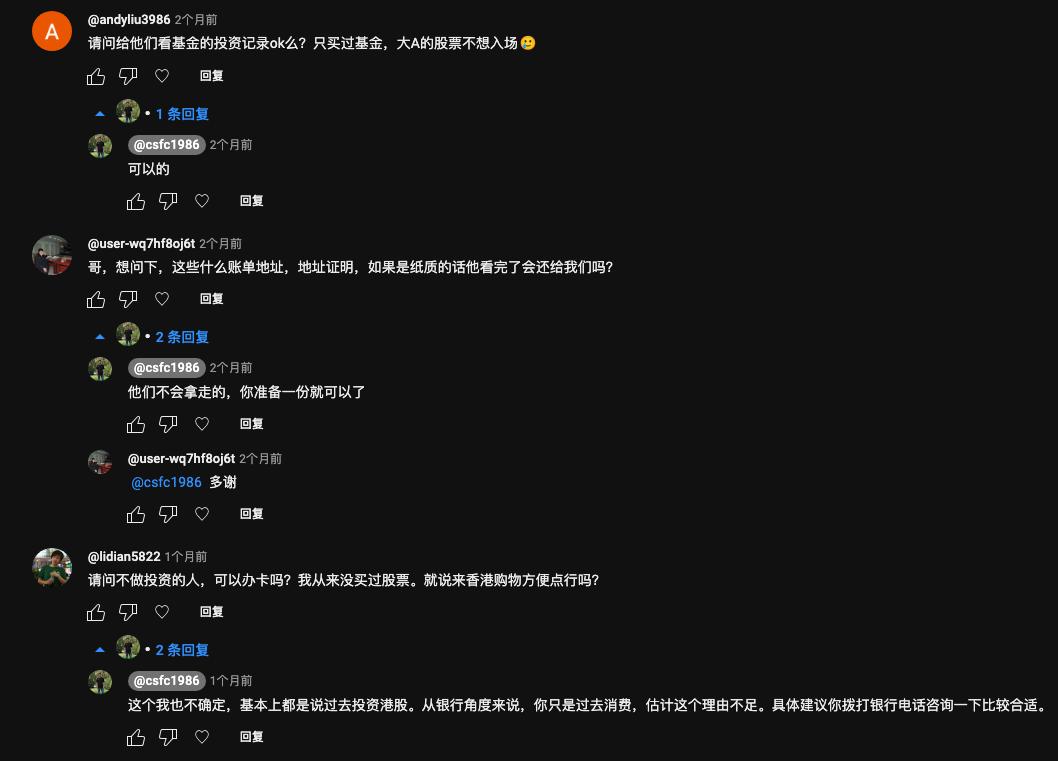 A
@andyliu3986 2个月前
请问给他们看基金的投资记录ok么？只买过基金，大A的股票不想入场🥲
回复
• 1 条回复
@csfc1986 2个月前
可以的
回复
@user-wq7hf8oj6t 2个月前
哥，想问下，这些什么账单地址，地址证明，如果是纸质的话他看完了会还给我们吗？
回复
• 2 条回复
@csfc1986 2个月前
他们不会拿走的，你准备一份就可以了
回复
@user-wq7hf8oj6t 2个月前
@csfc1986 多谢
回复
@lidian5822 1个月前
请问不做投资的人，可以办卡吗？我从来没买过股票。就说来香港购物方便点行吗？
回复
• 2 条回复
@csfc1986 1个月前
这个我也不确定，基本上都是说过去投资港股。从银行角度来说，你只是过去消费，估计这个理由不足。具体建议你拨打银行电话咨询一下比较合适。
回复